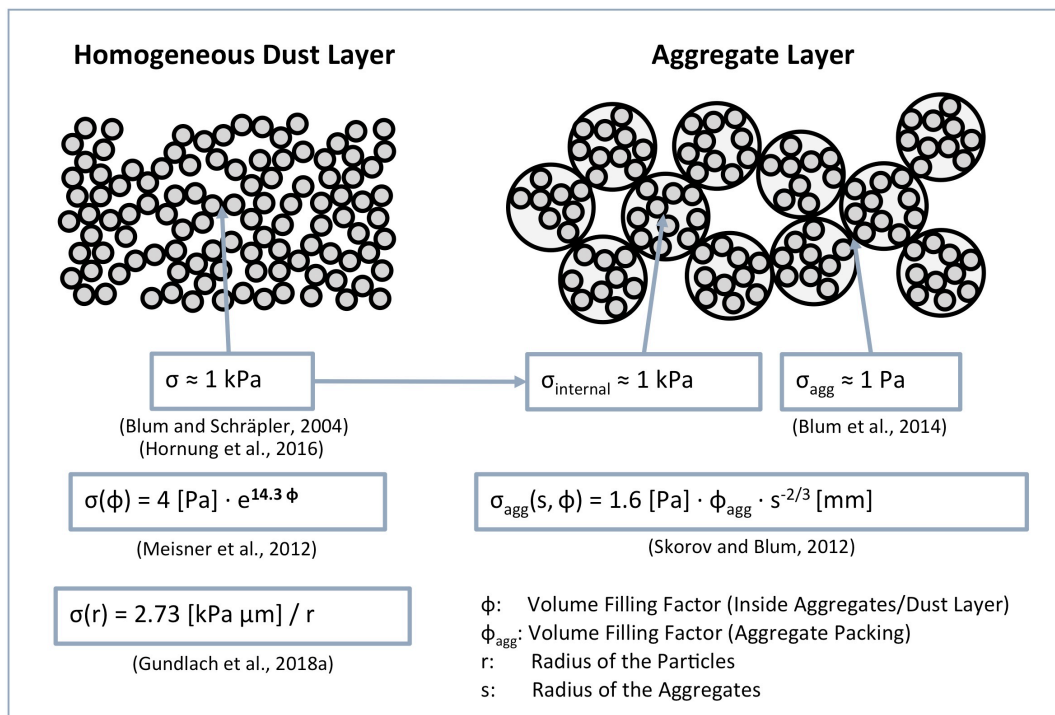 Homogeneous Dust Layer
Aggregate Layer
σ ≈ 1 kPa
(Blum and Schräpler, 2004)
(Hornung et al., 2016)
σ(ϕ) = 4 [Pa] · e^14.3 ϕ
(Meisner et al., 2012)
σ(r) = 2.73 [kPa μm] / r
(Gundlach et al., 2018a)
σinternal ≈ 1 kPa
σagg ≈ 1 Pa
(Blum et al., 2014)
σagg(s, ϕ) = 1.6 [Pa] · ϕagg · s^-2/3 [mm]
(Skorov and Blum, 2012)
ϕ: Volume Filling Factor (Inside Aggregates/Dust Layer)
ϕagg: Volume Filling Factor (Aggregate Packing)
r: Radius of the Particles
s: Radius of the Aggregates